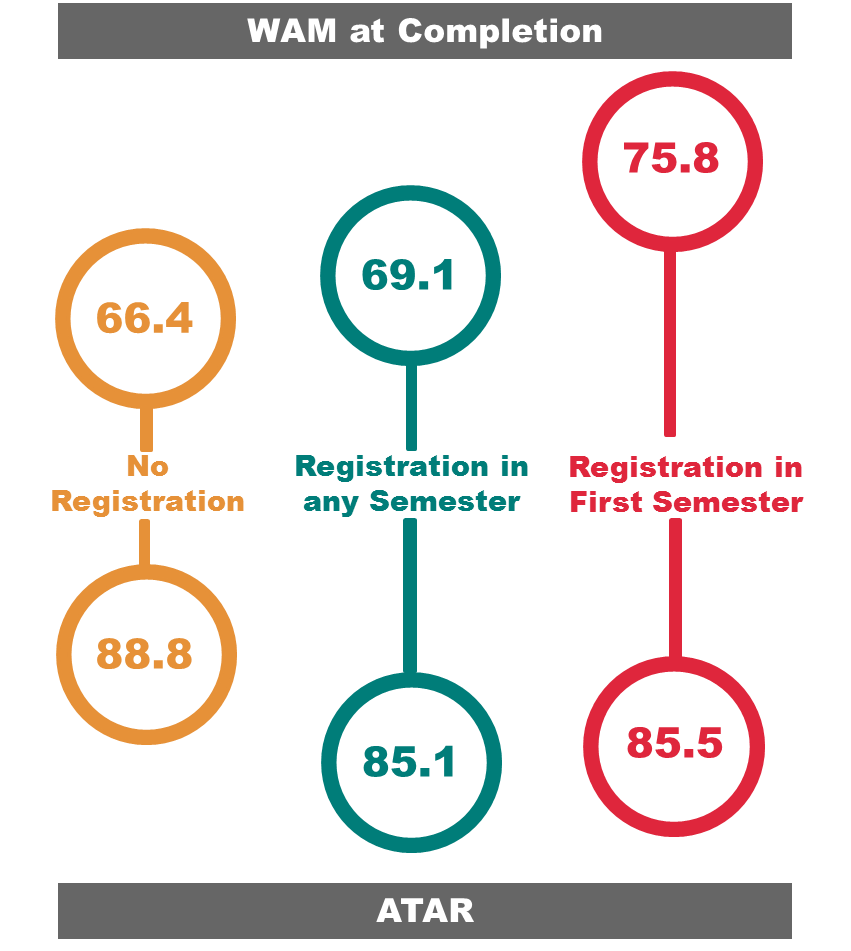 WAM at Completion
75.8
69.1
66.4
No
Registration
Registration in
any Semester
Registration in
First Semester
88.8
85.1
85.5
ATAR